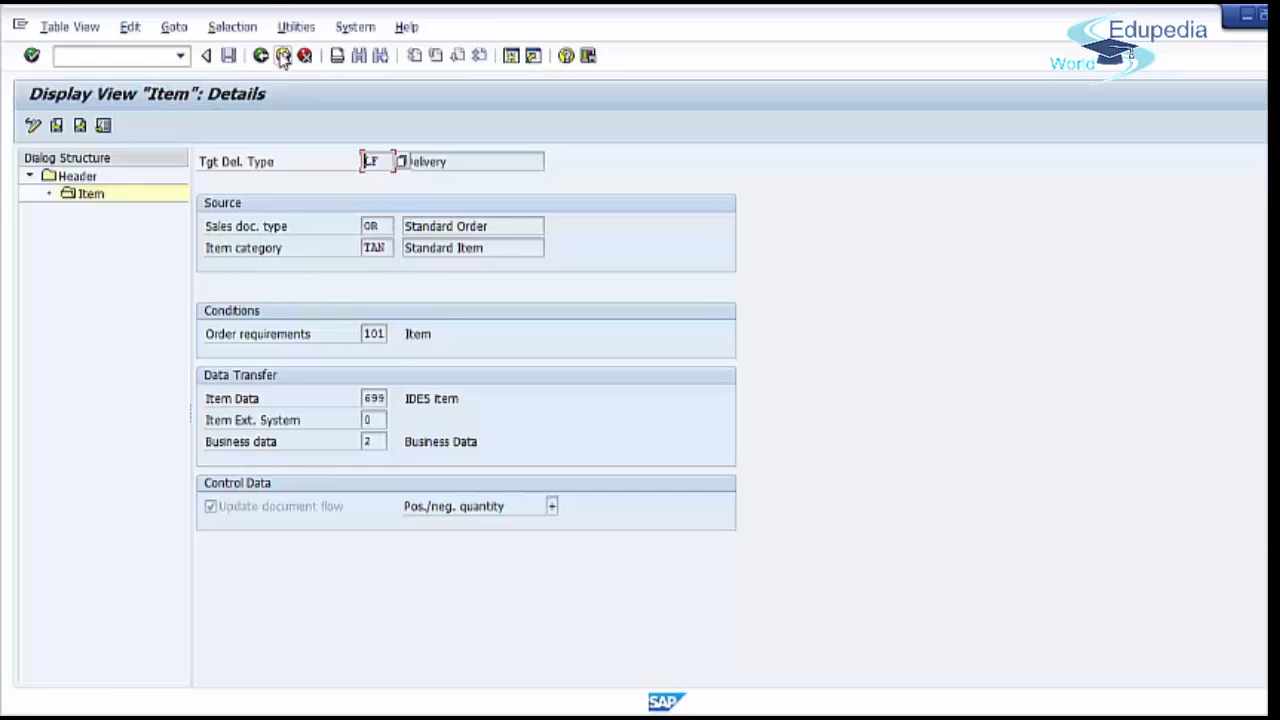 Table View Edit Goto Selection Utilities System Help
Edupedia
World
Display View "Item": Details
Dialog Structure
Header
Item
Tgt Del. Type LF elivery
Source
Sales doc. type OR Standard Order
Item category TAN Standard Item
Conditions
Order requirements 101 Item
Data Transfer
Item Data 699 IDES Item
Item Ext. System 0
Business data 2 Business Data
Control Data
Update document flow Pos./neg. quantity +
SAP